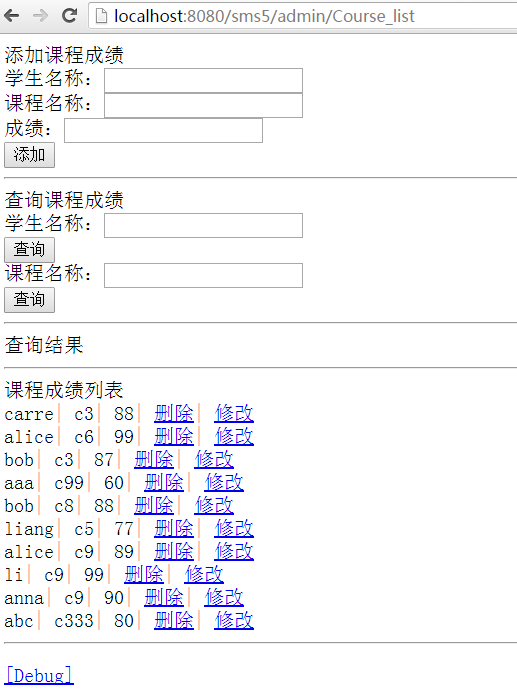 localhost:8080/sms5/admin/Course_list
添加课程成绩
学生名称：
课程名称：
成绩：
添加
查询课程成绩
学生名称：
查询
课程名称：
查询
查询结果
课程成绩列表
carre| c3| 88| 删除| 修改
alice| c6| 99| 删除| 修改
bob| c3| 87| 删除| 修改
aaa| c99| 60| 删除| 修改
bob| c8| 88| 删除| 修改
liang| c5| 77| 删除| 修改
alice| c9| 89| 删除| 修改
li| c9| 99| 删除| 修改
anna| c9| 90| 删除| 修改
abc| c333| 80| 删除| 修改
[Debug]